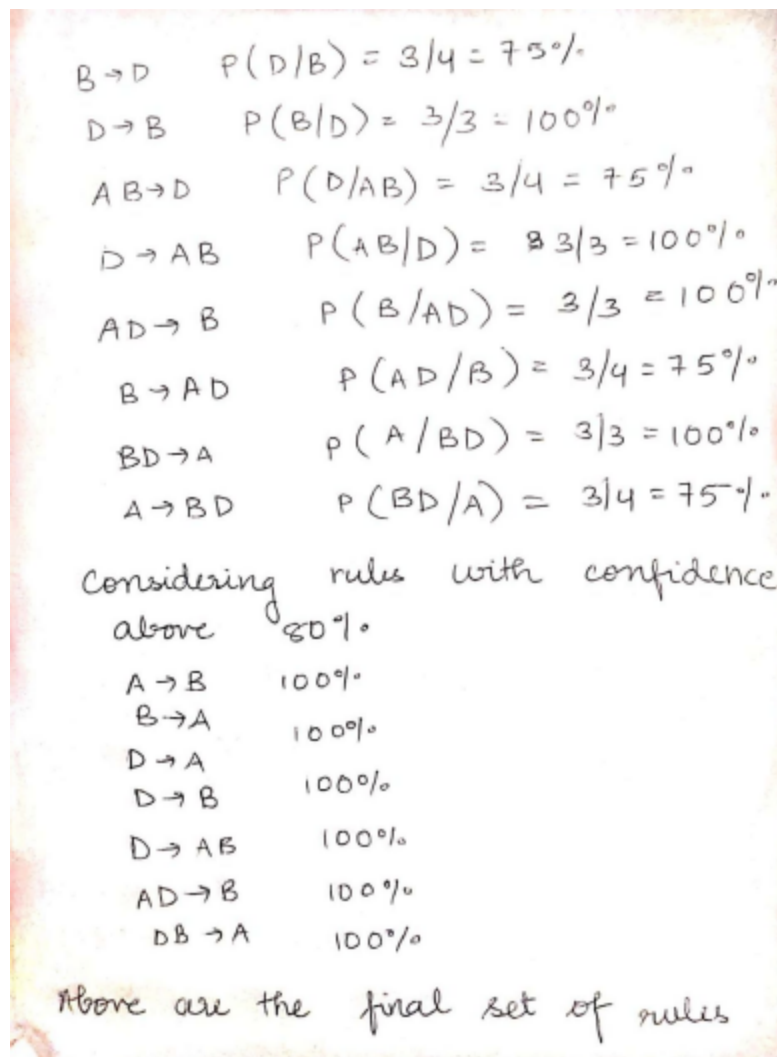 B → D P(D/B) = 3/4 = 75%
D → B P(B/D) = 3/3 = 100%
AB → D P(D/AB) = 3/4 = 75%
D → AB P(AB/D) = 3/3 = 100%
AD → B P(B/AD) = 3/3 = 100%
B → AD P(AD/B) = 3/4 = 75%
BD → A P(A/BD) = 3/3 = 100%
A → BD P(BD/A) = 3/4 = 75%
Considering rules with confidence
above 80%
A → B 100%
B → A 100%
D → A
D → B 100%
D → AB 100%
AD → B 100%
DB → A 100%
Above are the final set of rules